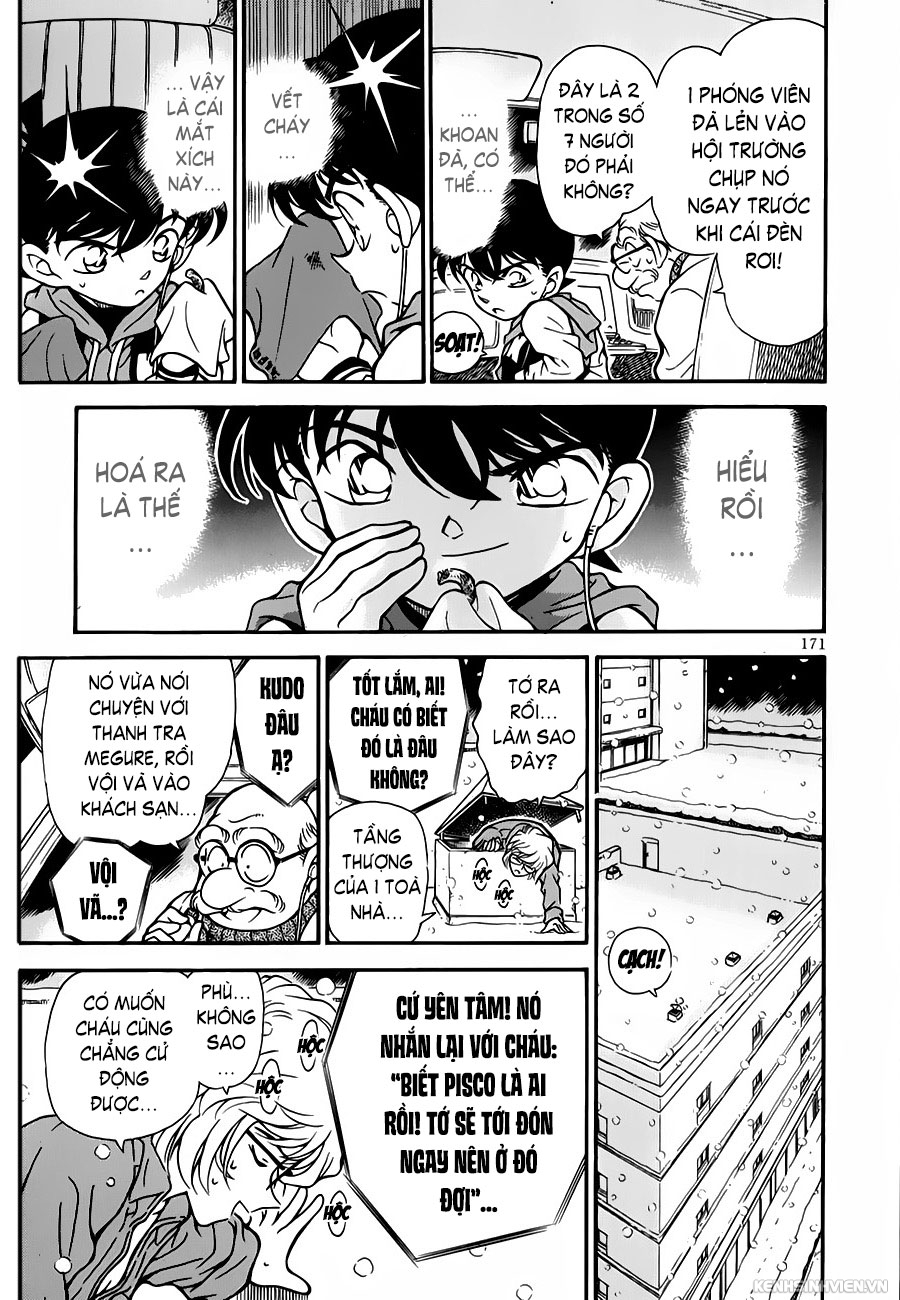 1 PHÓNG VIÊN
ĐÃ LẺN VÀO
HỘI TRƯỜNG
CHỤP NÓ
NGAY TRƯỚC
KHI CÁI ĐÈN
RƠI!
ĐÂY LÀ 2
TRONG SỐ
7 NGƯỜI
ĐÓ PHẢI
KHÔNG?
...
KHOAN
ĐÃ, CÓ
THỂ...
SOẠT!
VẾT
CHÁY
...
... VẬY
LÀ CÁI
MẮT
XÍCH
NÀY...
HIỂU
RỒI
...
HOÁ RA
LÀ THẾ
...
171
CẠCH!
TỚ RA
RỒI...
LÀM SAO
ĐÂY?
TỐT LẮM, AI!
CHÁU CÓ BIẾT
ĐÓ LÀ ĐÂU
KHÔNG?
TẦNG
THƯỢNG
CỦA 1 TOÀ
NHÀ...
HỘC
HỘC
KUDO
ĐÂU
Ạ?
NÓ VỪA NÓI
CHUYỆN VỚI
THANH TRA
MEGURE, RỒI
VỘI VÃ VÀO
KHÁCH SẠN...
VỘI
VÃ...?
CỨ YÊN TÂM! NÓ
NHẮN LẠI VỚI CHÁU:
"BIẾT PISCO LÀ AI
RỒI! TỚ SẼ TỚI ĐÓN
NGAY NÊN Ở ĐÓ
ĐỢI"...
HỘC
HỘC
HỘC
PHÙ...
KHÔNG
SAO
...
CÓ MUỐN
CHÁU CŨNG
CHẲNG CỬ
ĐỘNG
ĐƯỢC...
KENHSINHVIEN.VN